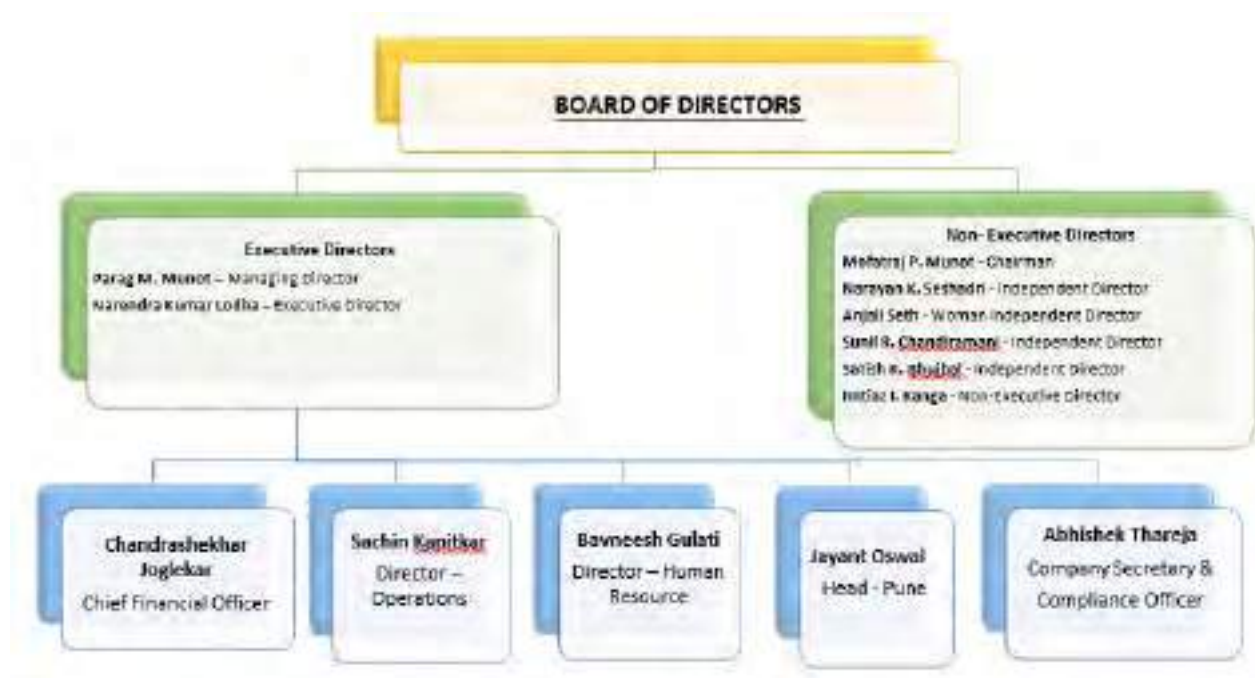 BOARD OF DIRECTORS
Executive Directors
Parag M. Munot – Managing Director
Narendra Kumar Lodha – Executive Director
Non- Executive Directors
Mofatraj P. Munot - Chairman
Narayan K. Seshadri - Independent Director
Anjali Seth - Woman Independent Director
Sunil R. Chandiramani - Independent Director
Satish - Independent Director
Imtiaz I. Kanga - Non-Executive Director
Chandrashekhar
Joglekar
Chief Financial Officer
Sachin Kanitkar
Director –
Operations
Bavneesh Gulati
Director – Human
Resource
Jayant Oswal
Head - Pune
Abhishek Thareja
Company Secretary &
Compliance Officer